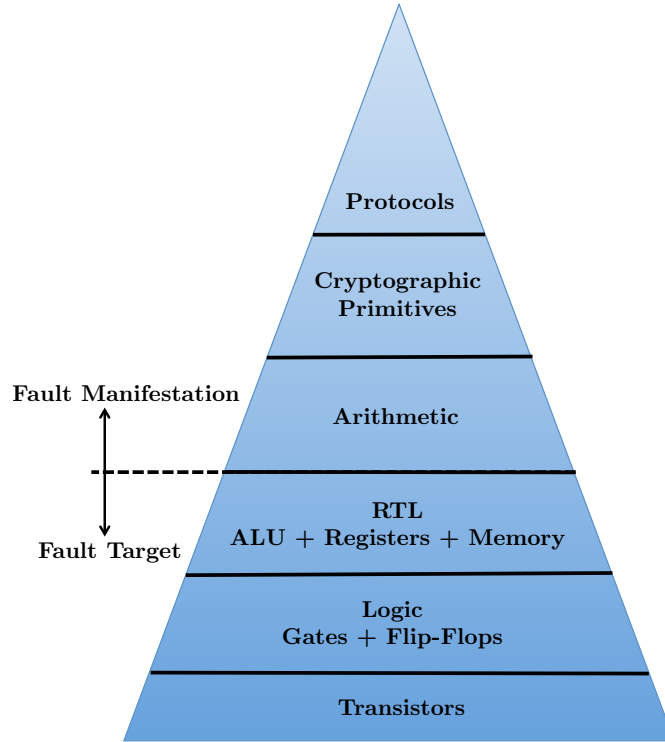 Protocols
Cryptographic
Primitives
Fault Manifestation
Arithmetic
RTL
ALU + Registers + Memory
Fault Target
Logic
Gates + Flip-Flops
Transistors